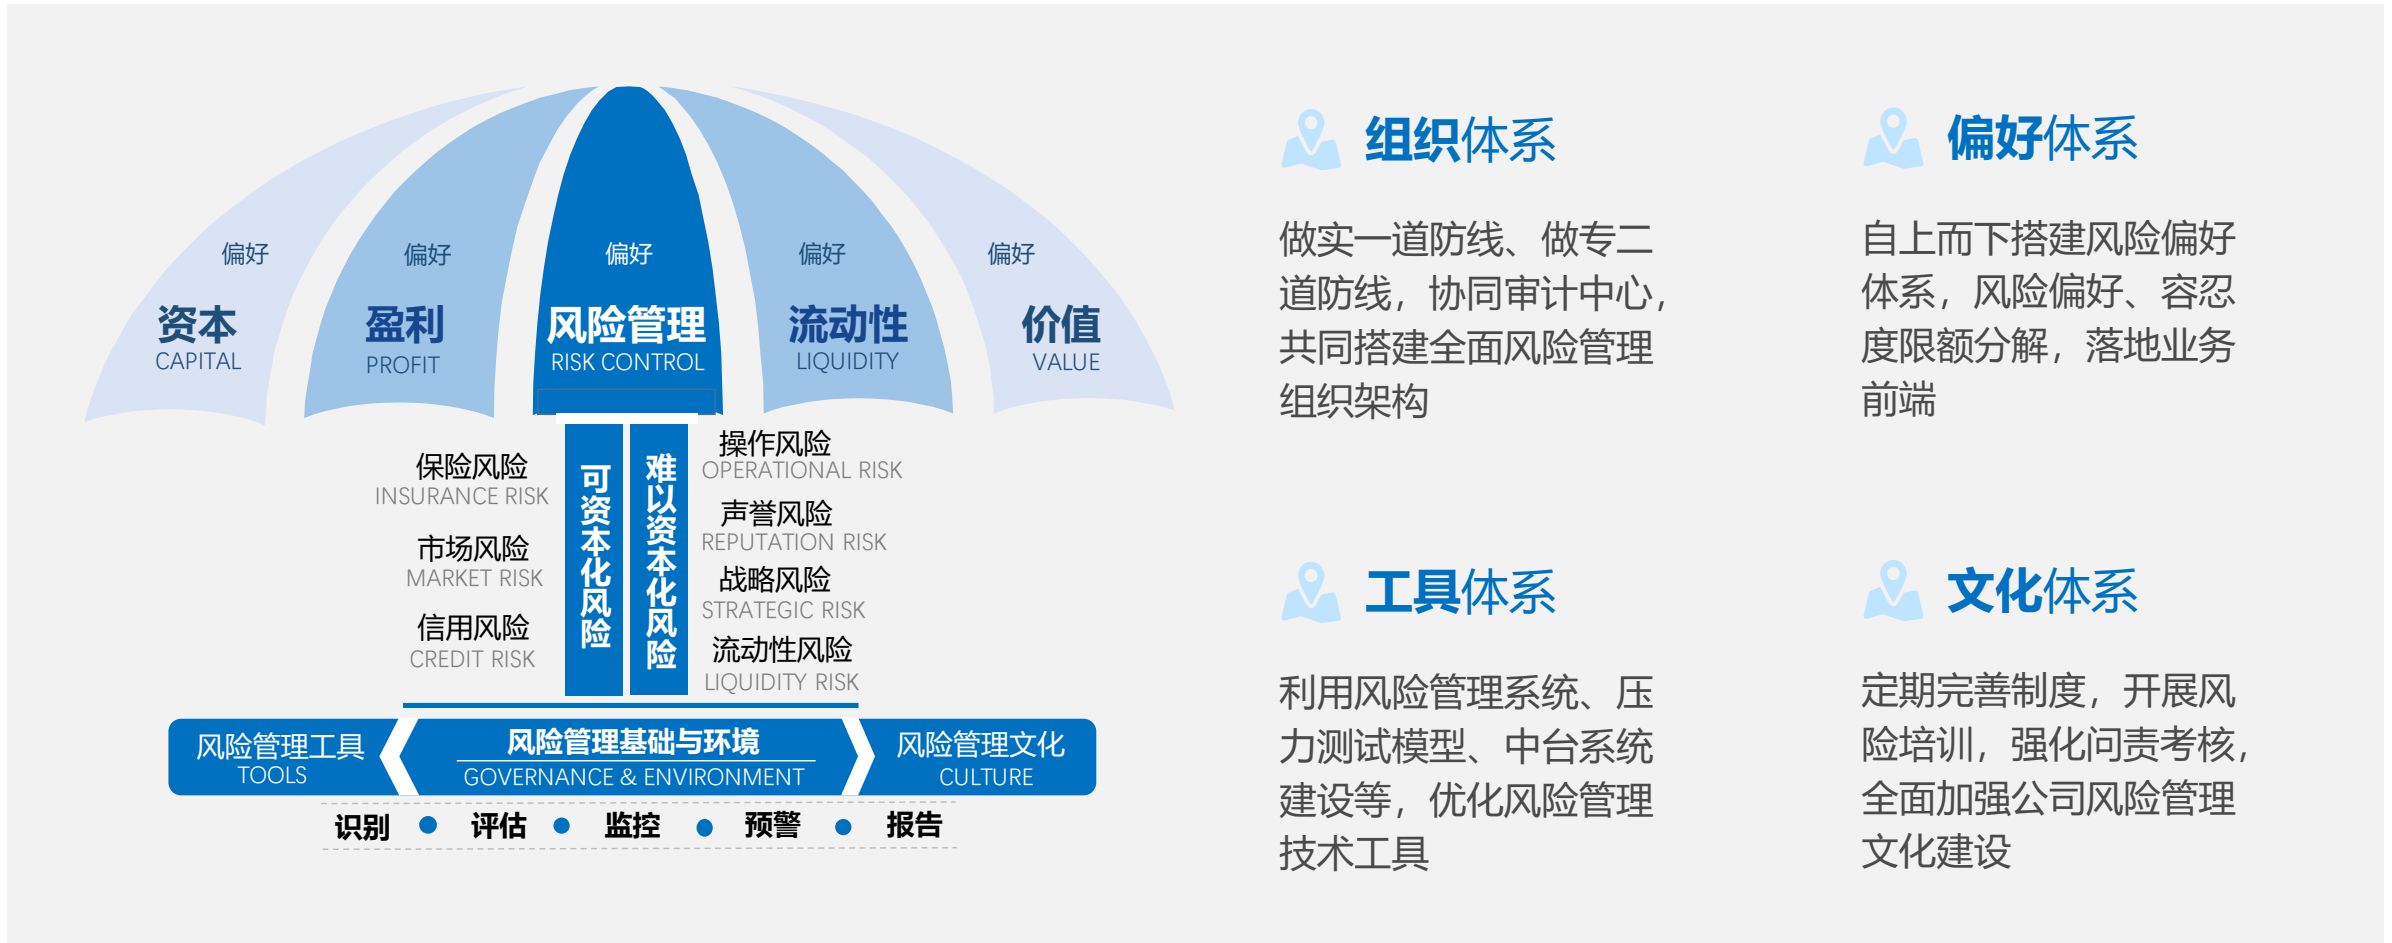 偏好
资本
CAPITAL
偏好
盈利
PROFIT
偏好
风险管理
RISK CONTROL
偏好
流动性
LIQUIDITY
偏好
价值
VALUE
保险风险
INSURANCE RISK
市场风险
MARKET RISK
信用风险
CREDIT RISK
可资本化风险
难以资本化风险
操作风险
OPERATIONAL RISK
声誉风险
REPUTATION RISK
战略风险
STRATEGIC RISK
流动性风险
LIQUIDITY RISK
风险管理工具
TOOLS
风险管理基础与环境
GOVERNANCE & ENVIRONMENT
风险管理文化
CULTURE
识别 评估 监控 预警 报告
组织体系
做实一道防线、做专二
道防线，协同审计中心，
共同搭建全面风险管理
组织架构
偏好体系
自上而下搭建风险偏好
体系，风险偏好、容忍
度限额分解，落地业务
前端
工具体系
利用风险管理系统、压
力测试模型、中台系统
建设等，优化风险管理
技术工具
文化体系
定期完善制度，开展风
险培训，强化问责考核，
全面加强公司风险管理
文化建设